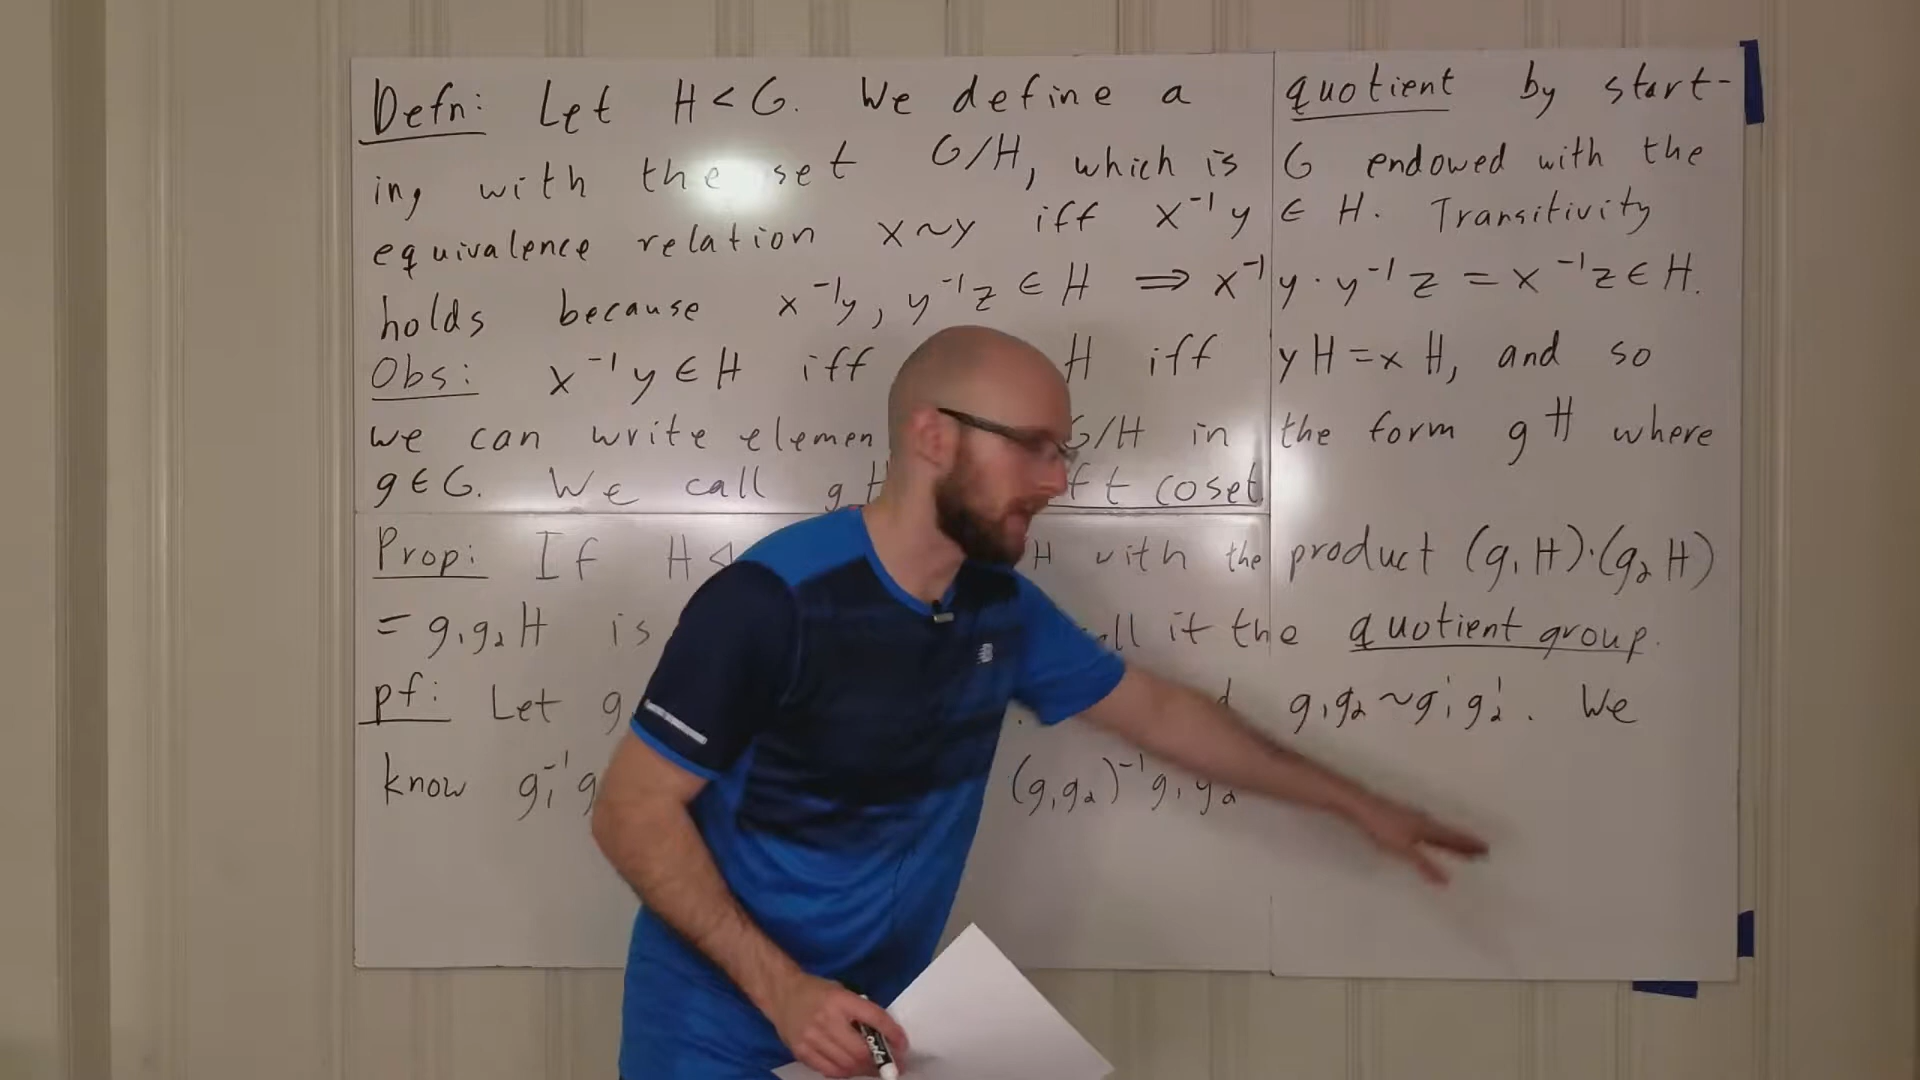 Defn: Let H < G. We define a quotient by start-
ing with the set G/H, which is G endowed with the
equivalence relation x~y iff x⁻¹y ∈ H. Transitivity
holds because x⁻¹y, y⁻¹z ∈ H ⟹ x⁻¹y · y⁻¹z = x⁻¹z ∈ H.
Obs: x⁻¹y ∈ H iff H iff yH = xH, and so
we can write elemen G/H in the form gH where
g ∈ G. We call gH ft coset
Prop: If H H with the product (g₁H)·(g₂H)
= g₁g₂H is ll it the quotient group.
pf: Let g g₁g₂ ~ g₁'g₂'. We
know g₁⁻¹g (g₁g₂)⁻¹g₁'g₂'